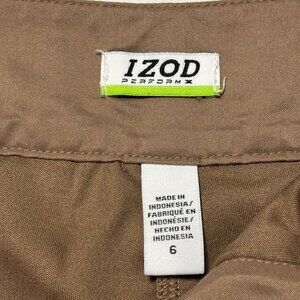 IZOD
PERFORM X
MADE IN
INDONESIA/
FABRIQUÉ EN
INDONÉSIE/
HECHO EN
INDONESIA
6